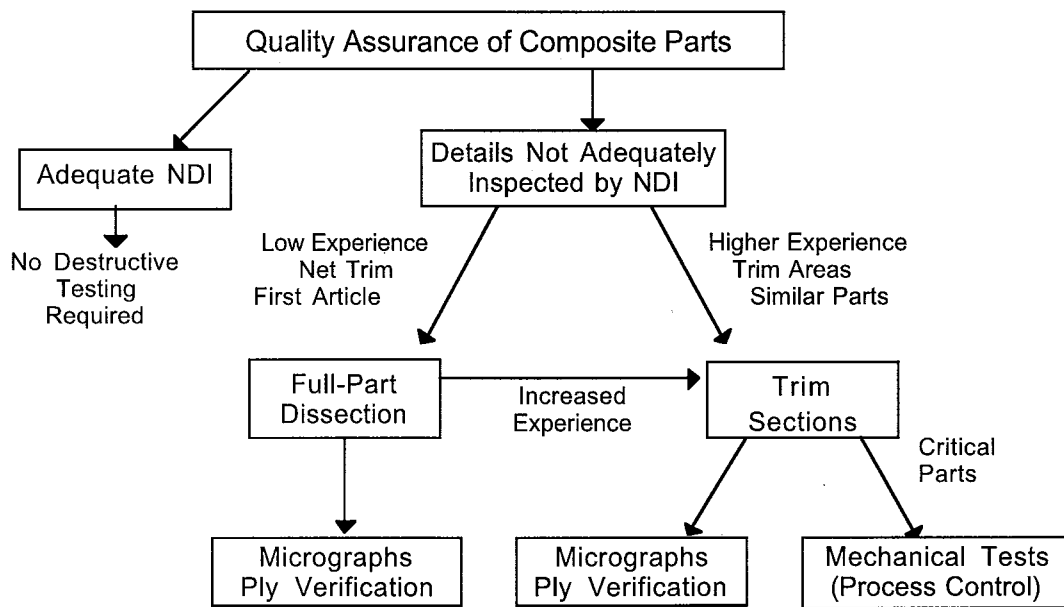 Quality Assurance of Composite Parts
Adequate NDI
No Destructive
Testing
Required
Details Not Adequately
Inspected by NDI
Low Experience
Net Trim
First Article
Higher Experience
Trim Areas
Similar Parts
Full-Part
Dissection
Increased
Experience
Trim
Sections
Critical
Parts
Micrographs
Ply Verification
Micrographs
Ply Verification
Mechanical Tests
(Process Control)